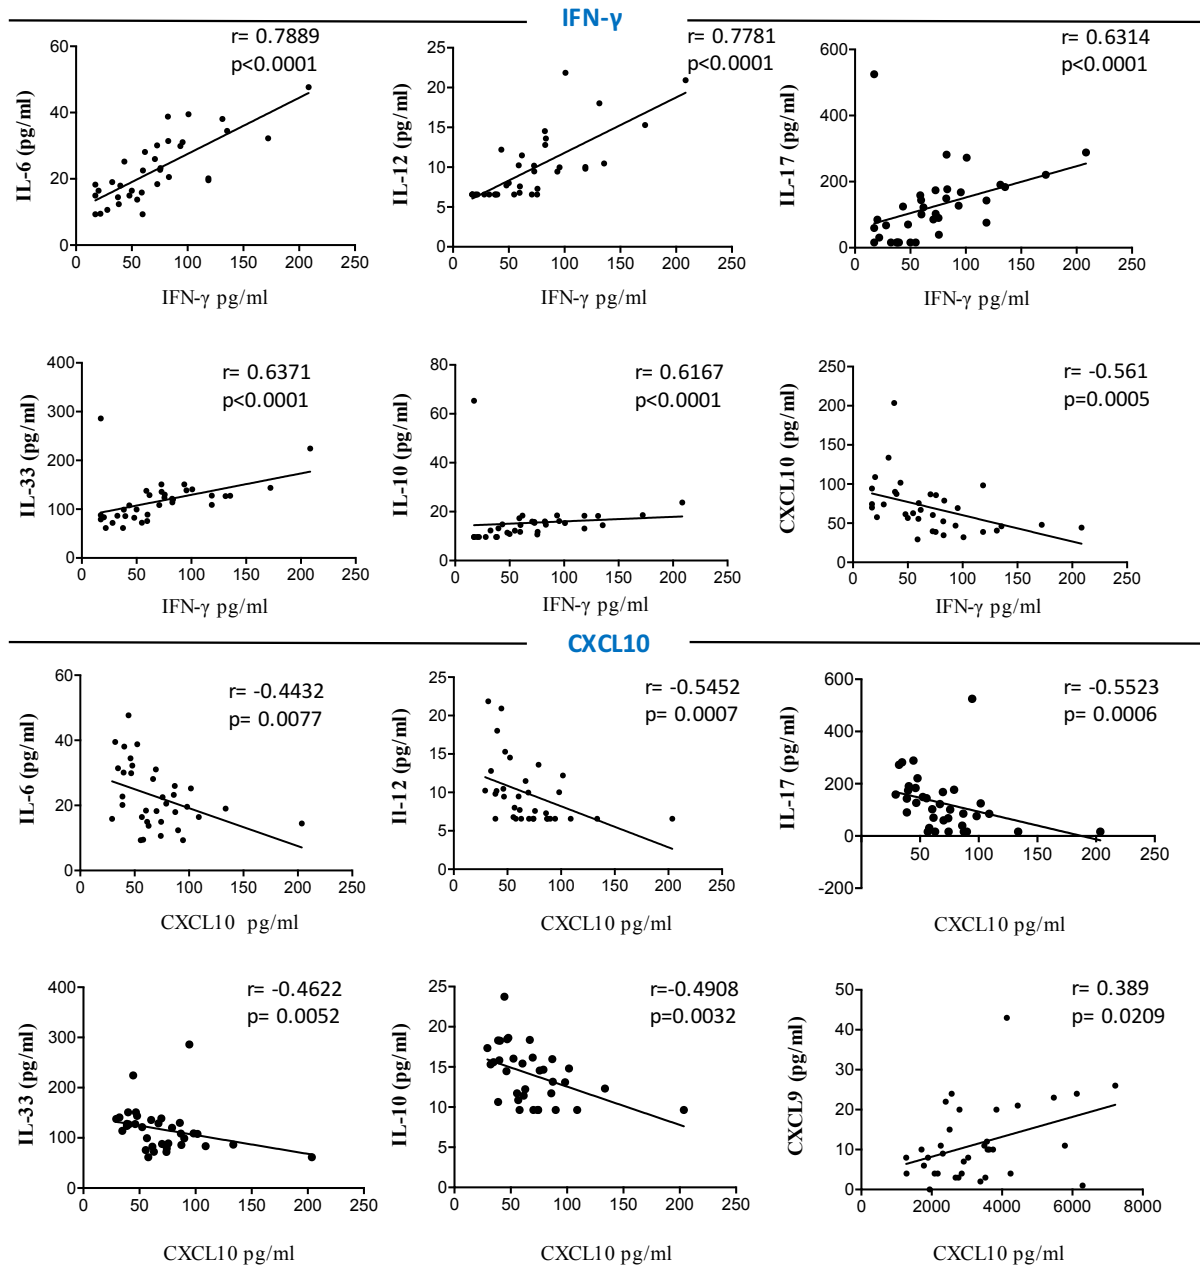 IFN-γ
r= 0.7889
p<0.0001
60
40
20
0
IL-6 (pg/ml)
0 50 100 150 200 250
IFN-γ pg/ml
r= 0.7781
p<0.0001
25
20
15
10
5
0
IL-12 (pg/ml)
0 50 100 150 200 250
IFN-γ pg/ml
r= 0.6314
p<0.0001
600
400
200
0
IL-17 (pg/ml)
0 50 100 150 200 250
IFN-γ pg/ml
r= 0.6371
p<0.0001
400
300
200
100
0
IL-33 (pg/ml)
0 50 100 150 200 250
IFN-γ pg/ml
r= 0.6167
p<0.0001
80
60
40
20
0
IL-10 (pg/ml)
0 50 100 150 200 250
IFN-γ pg/ml
r= -0.561
p=0.0005
250
200
150
100
50
0
CXCL10 (pg/ml)
0 50 100 150 200 250
IFN-γ pg/ml
CXCL10
r= -0.4432
p= 0.0077
60
40
20
0
IL-6 (pg/ml)
0 50 100 150 200 250
CXCL10 pg/ml
r= -0.5452
p= 0.0007
25
20
15
10
5
0
Il-12 (pg/ml)
0 50 100 150 200 250
CXCL10 pg/ml
r= -0.5523
p= 0.0006
600
400
200
0
-200
IL-17 (pg/ml)
50 100 150 200 250
CXCL10 pg/ml
r= -0.4622
p= 0.0052
400
300
200
100
0
IL-33 (pg/ml)
0 50 100 150 200 250
CXCL10 pg/ml
r=-0.4908
p=0.0032
25
20
15
10
5
0
IL-10 (pg/ml)
0 50 100 150 200 250
CXCL10 pg/ml
r= 0.389
p= 0.0209
50
40
30
20
10
0
CXCL9 (pg/ml)
0 2000 4000 6000 8000
CXCL10 pg/ml